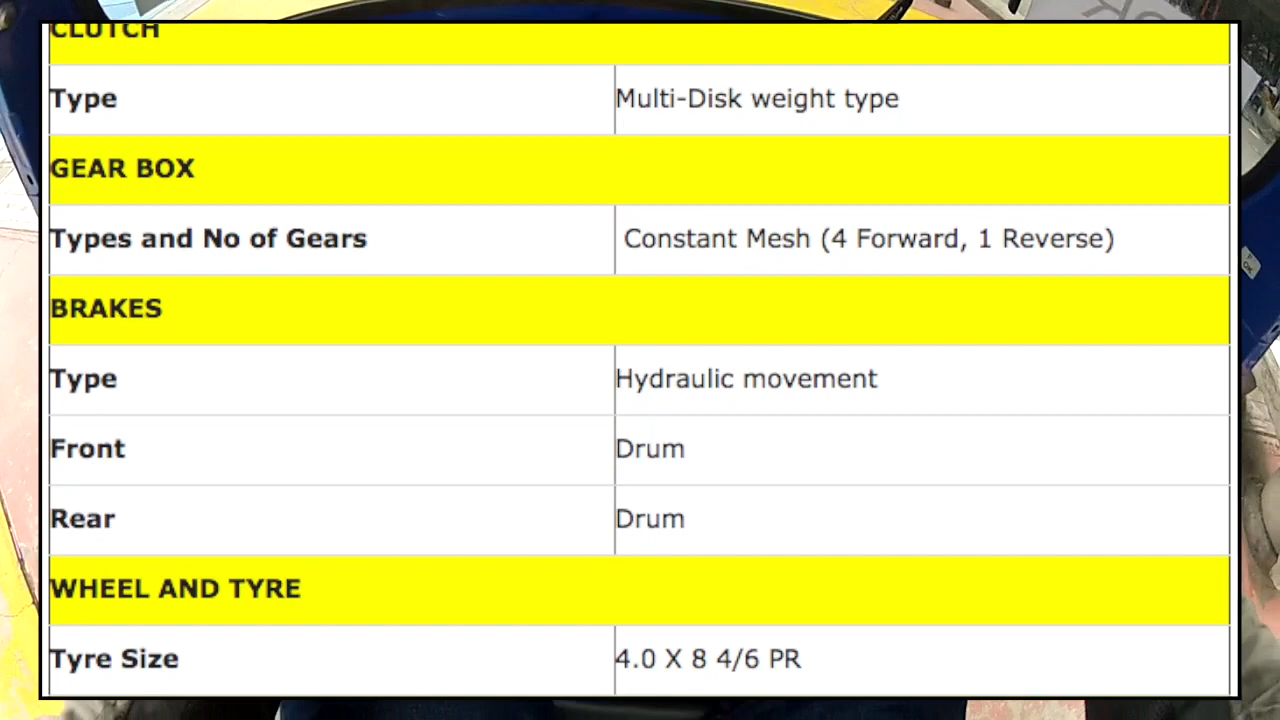 CLUTCH
Type Multi-Disk weight type
GEAR BOX
Types and No of Gears Constant Mesh (4 Forward, 1 Reverse)
BRAKES
Type Hydraulic movement
Front Drum
Rear Drum
WHEEL AND TYRE
Tyre Size 4.0 X 8 4/6 PR